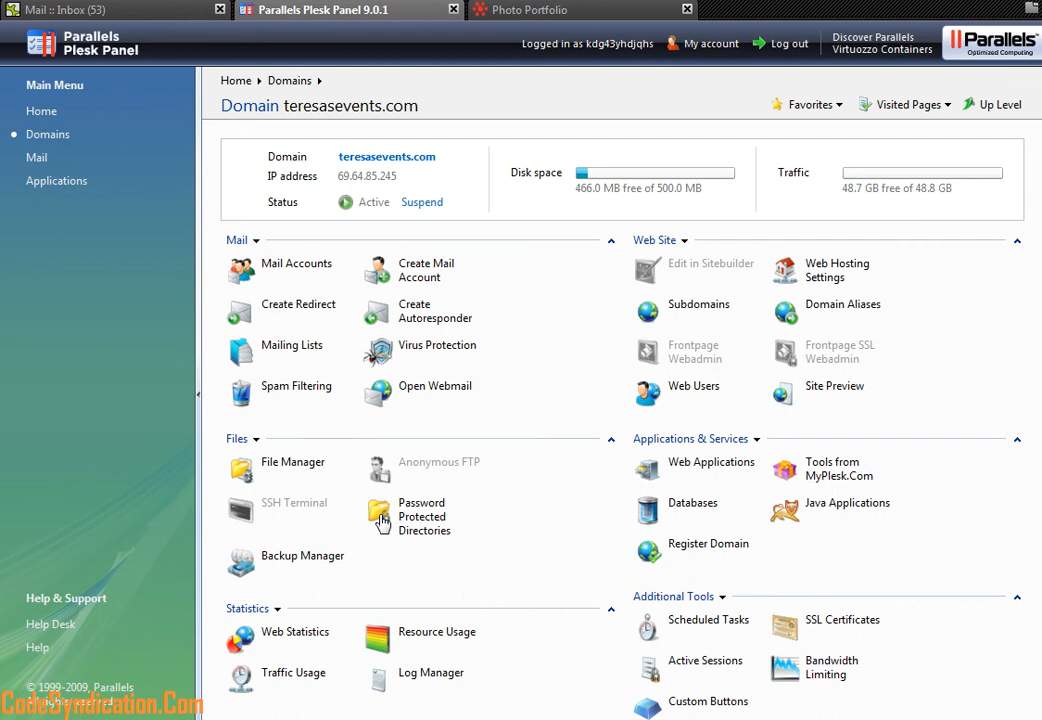 Mail :: Inbox (53)
Parallels Plesk Panel 9.0.1
Photo Portfolio
Parallels
Plesk Panel
Logged in as kdg43yhdjqhs
My account
Log out
Discover Parallels
Virtuozzo Containers
Parallels
Optimized Computing
Main Menu
Home
Domains
Mail
Applications
Home
Domains
Domain teresasevents.com
Favorites
Visited Pages
Up Level
Domain
teresasevents.com
IP address
69.64.85.245
Status
Active
Suspend
Disk space
466.0 MB free of 500.0 MB
Traffic
48.7 GB free of 48.8 GB
Mail
Mail Accounts
Create Mail
Account
Create Redirect
Create
Autoresponder
Mailing Lists
Virus Protection
Spam Filtering
Open Webmail
Web Site
Edit in Sitebuilder
Web Hosting
Settings
Subdomains
Domain Aliases
Frontpage
Webadmin
Frontpage SSL
Webadmin
Web Users
Site Preview
Files
File Manager
Anonymous FTP
SSH Terminal
Password
Protected
Directories
Backup Manager
Applications & Services
Web Applications
Tools from
MyPlesk.Com
Databases
Java Applications
Register Domain
Statistics
Web Statistics
Resource Usage
Traffic Usage
Log Manager
Additional Tools
Scheduled Tasks
SSL Certificates
Active Sessions
Bandwidth
Limiting
Custom Buttons
Help & Support
Help Desk
Help
© 1999-2009, Parallels
CodeSyndication.Com